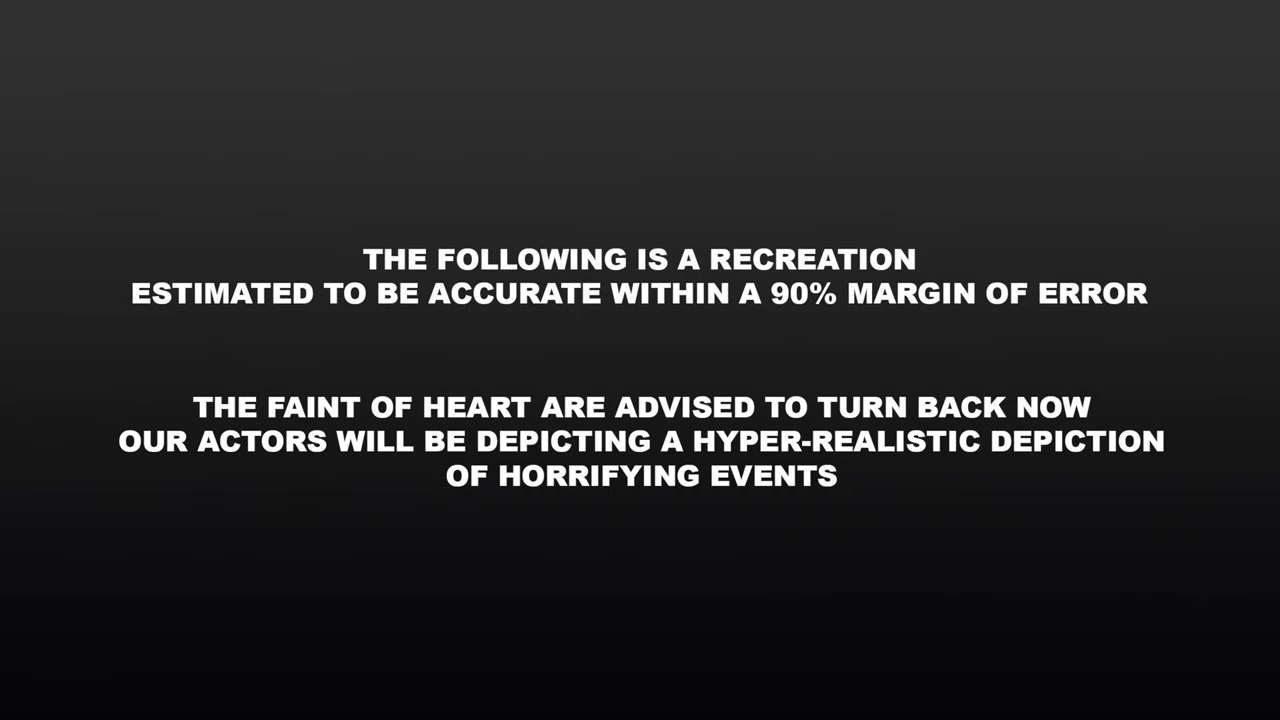 THE FOLLOWING IS A RECREATION
ESTIMATED TO BE ACCURATE WITHIN A 90% MARGIN OF ERROR
THE FAINT OF HEART ARE ADVISED TO TURN BACK NOW
OUR ACTORS WILL BE DEPICTING A HYPER-REALISTIC DEPICTION
OF HORRIFYING EVENTS